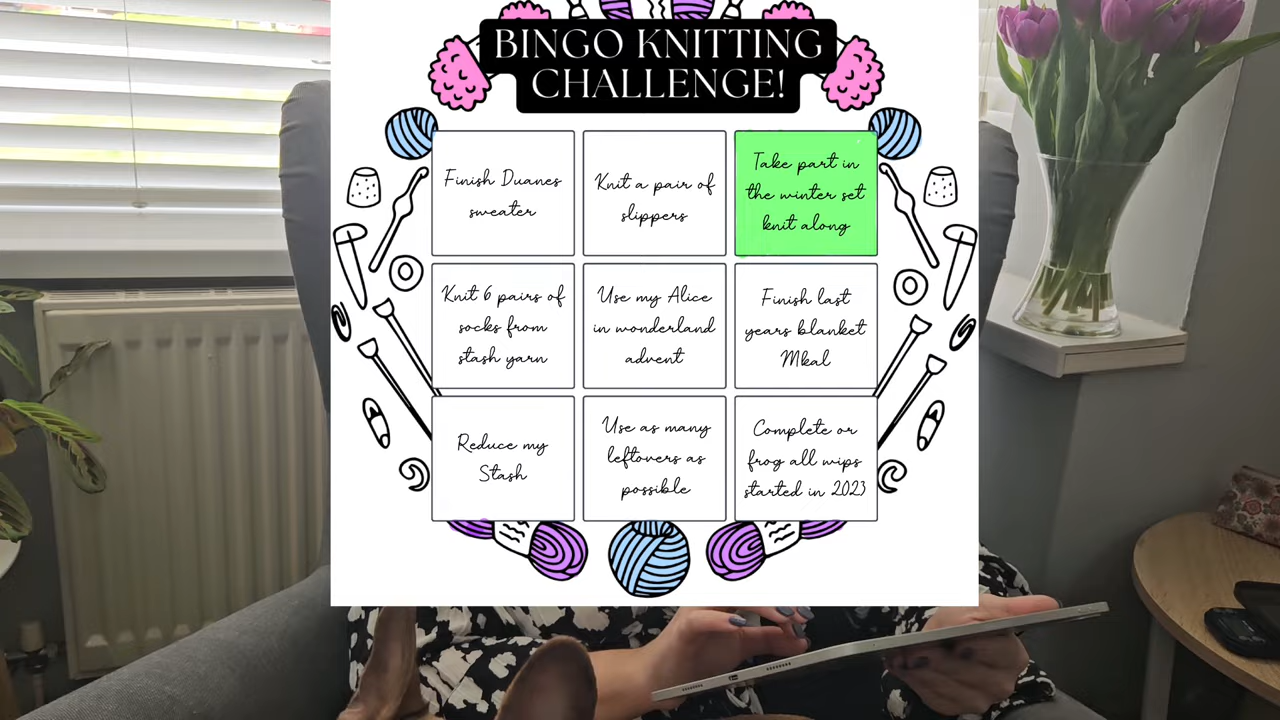 BINGO KNITTING
CHALLENGE!
Finish Duanes
sweater
Knit a pair of
slippers
Take part in
the winter set
knit along
Knit 6 pairs of
socks from
stash yarn
Use my Alice
in wonderland
advent
Finish last
years blanket
Mkal
Reduce my
Stash
Use as many
leftovers as
possible
Complete or
frog all wips
started in 2023